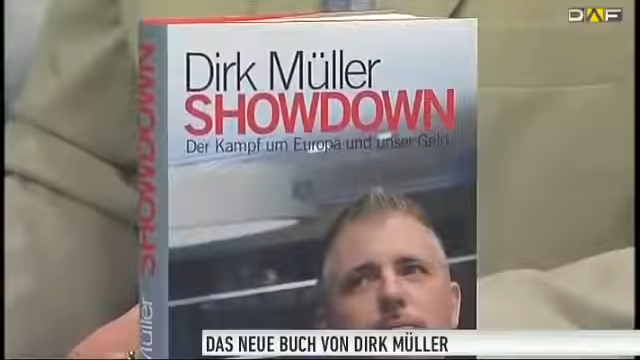 DAF
Dirk Müller
SHOWDOWN
Der Kampf um Europa und unser Geld
SHOWDOWN
Müller
DAS NEUE BUCH VON DIRK MÜLLER